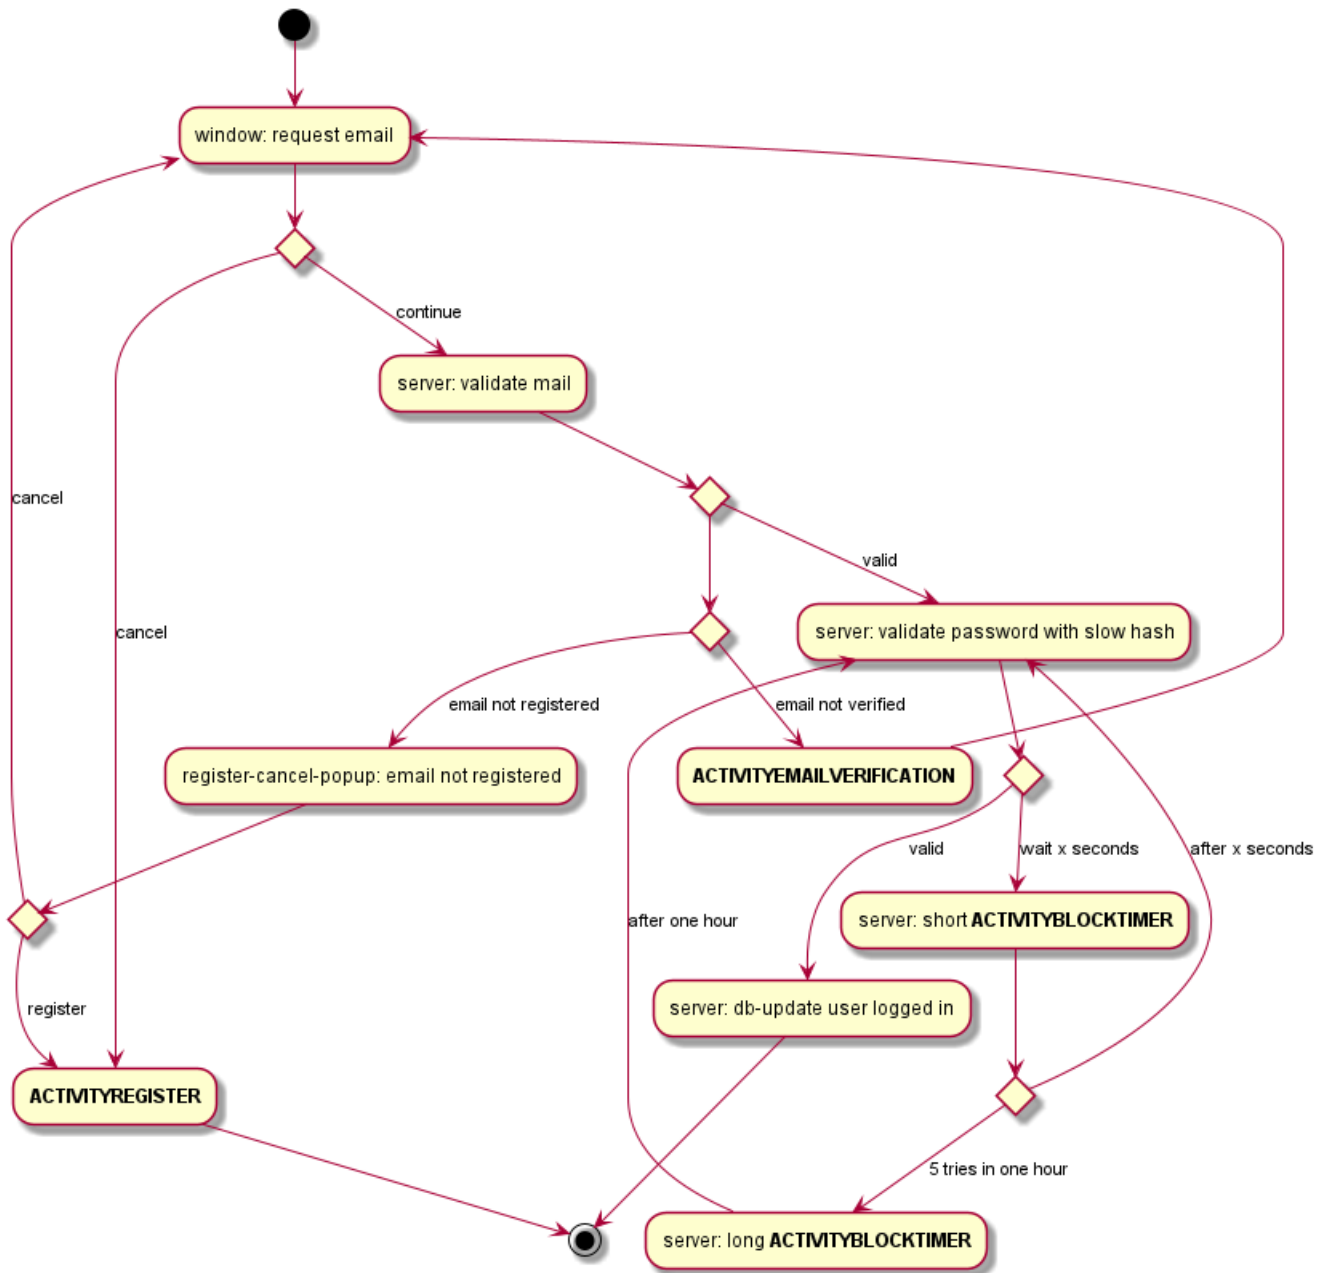 window: request email
continue
server: validate mail
cancel
valid
cancel
server: validate password with slow hash
email not registered
email not verified
register-cancel-popup: email not registered
ACTIVITYEMAILVERIFICATION
valid
wait x seconds
after x seconds
after one hour
server: short ACTIVITYBLOCKTIMER
register
server: db-update user logged in
ACTIVITYREGISTER
5 tries in one hour
server: long ACTIVITYBLOCKTIMER